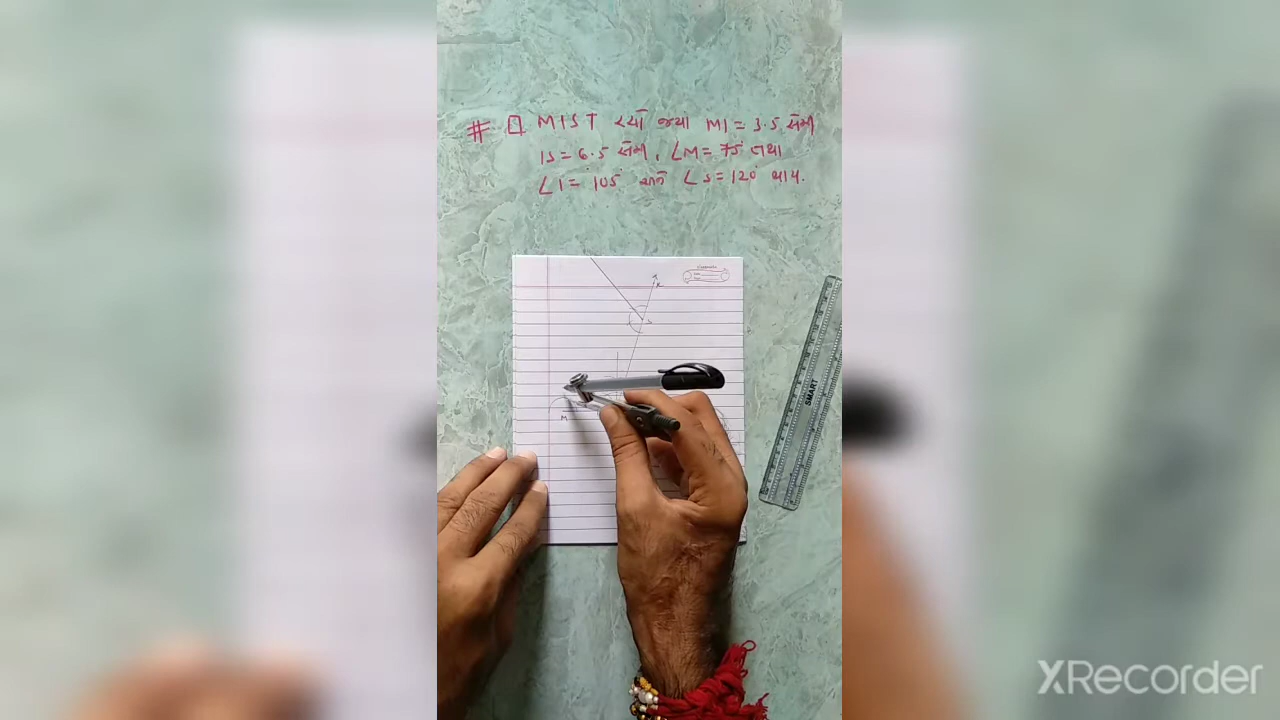 # □ MIST રચો જ્યાં MI = 3.5 સેમી
IS = 6.5 સેમી, ∠M = 75° તથા
∠I = 105° અને ∠S = 120° થાય.
M
SMART
XRecorder